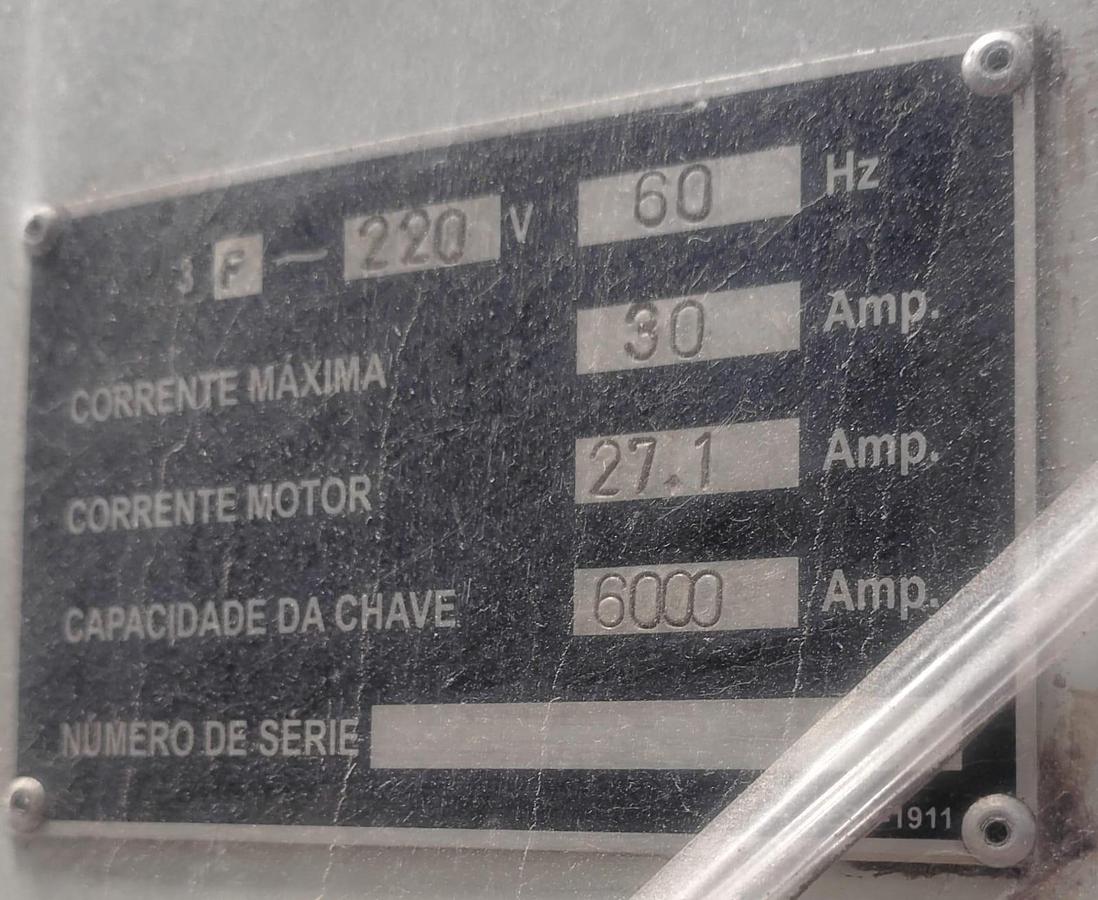 3 F ~ 220 V 60 Hz
CORRENTE MÁXIMA 30 Amp.
CORRENTE MOTOR 27.1 Amp.
CAPACIDADE DA CHAVE 6000 Amp.
NÚMERO DE SÉRIE
-1911